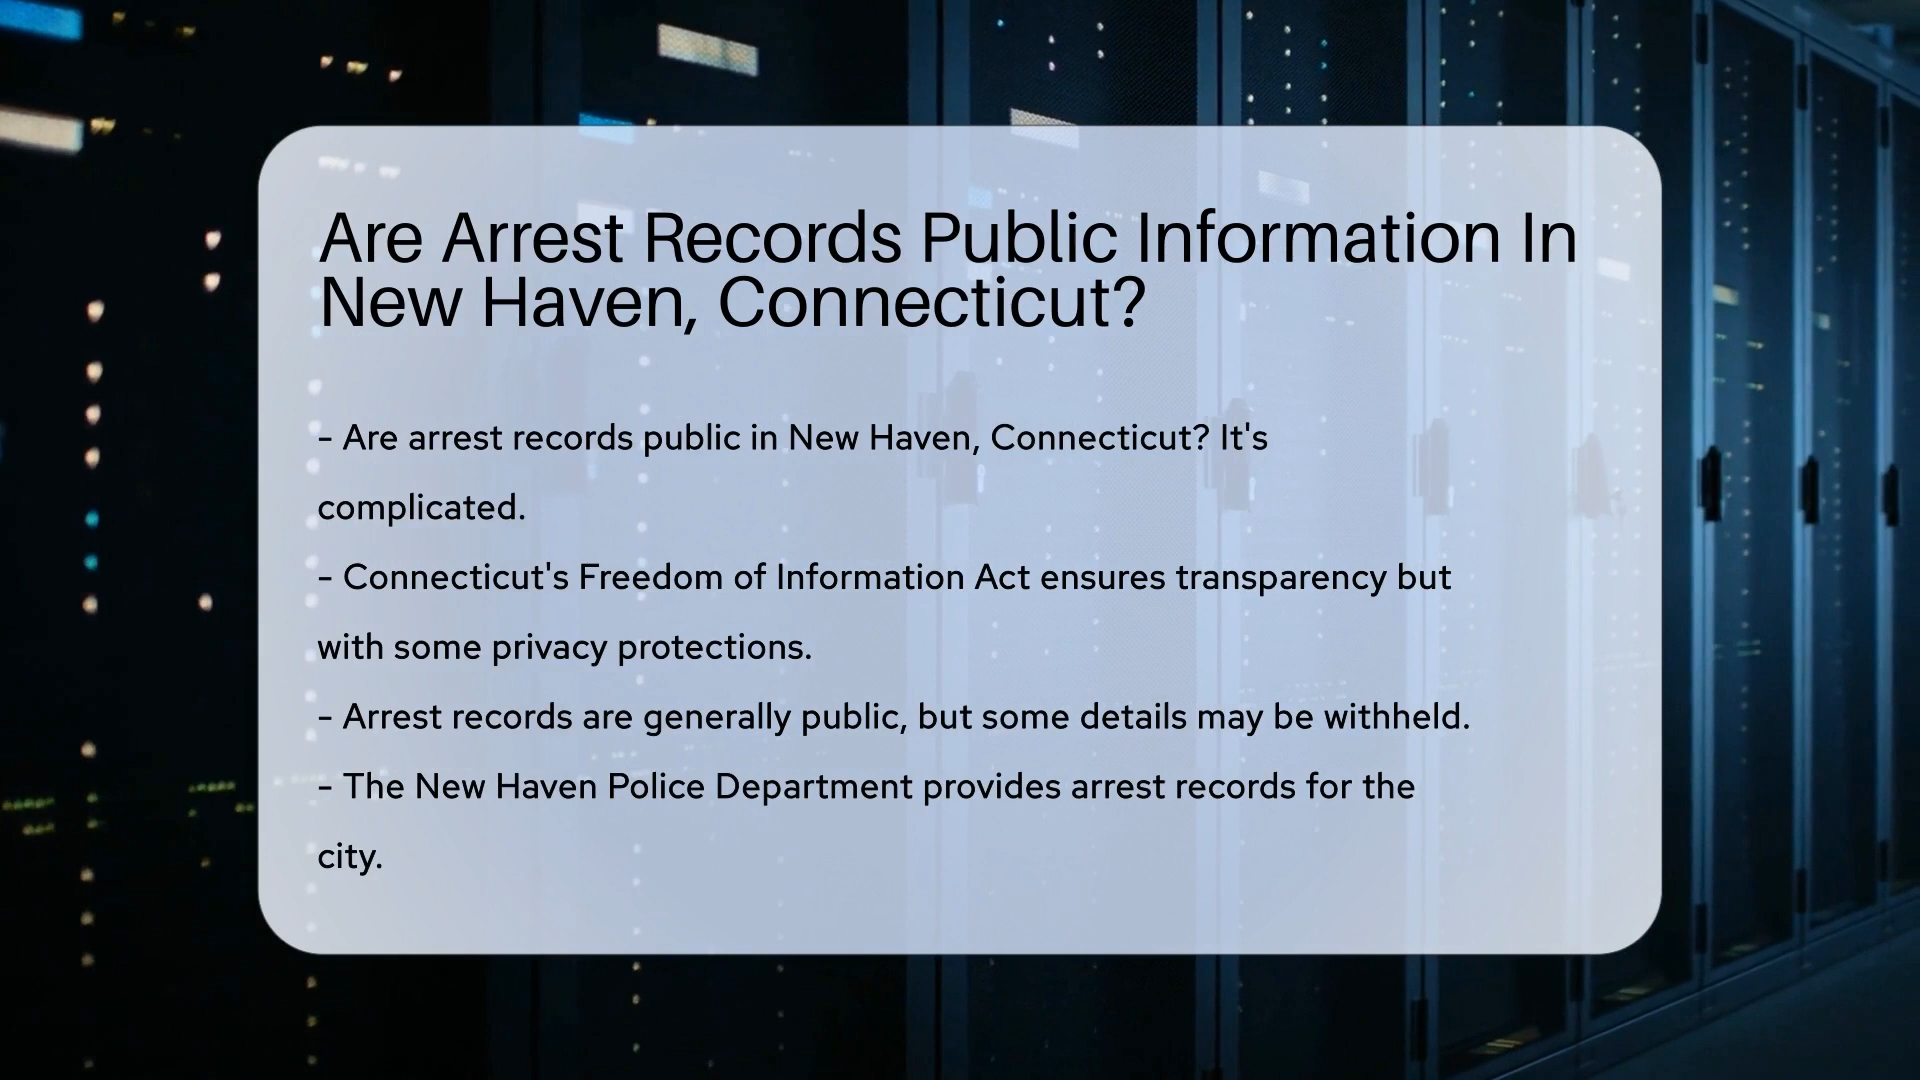 Are Arrest Records Public Information In
New Haven, Connecticut?
- Are arrest records public in New Haven, Connecticut? It's
complicated.
- Connecticut's Freedom of Information Act ensures transparency but
with some privacy protections.
- Arrest records are generally public, but some details may be withheld.
- The New Haven Police Department provides arrest records for the
city.